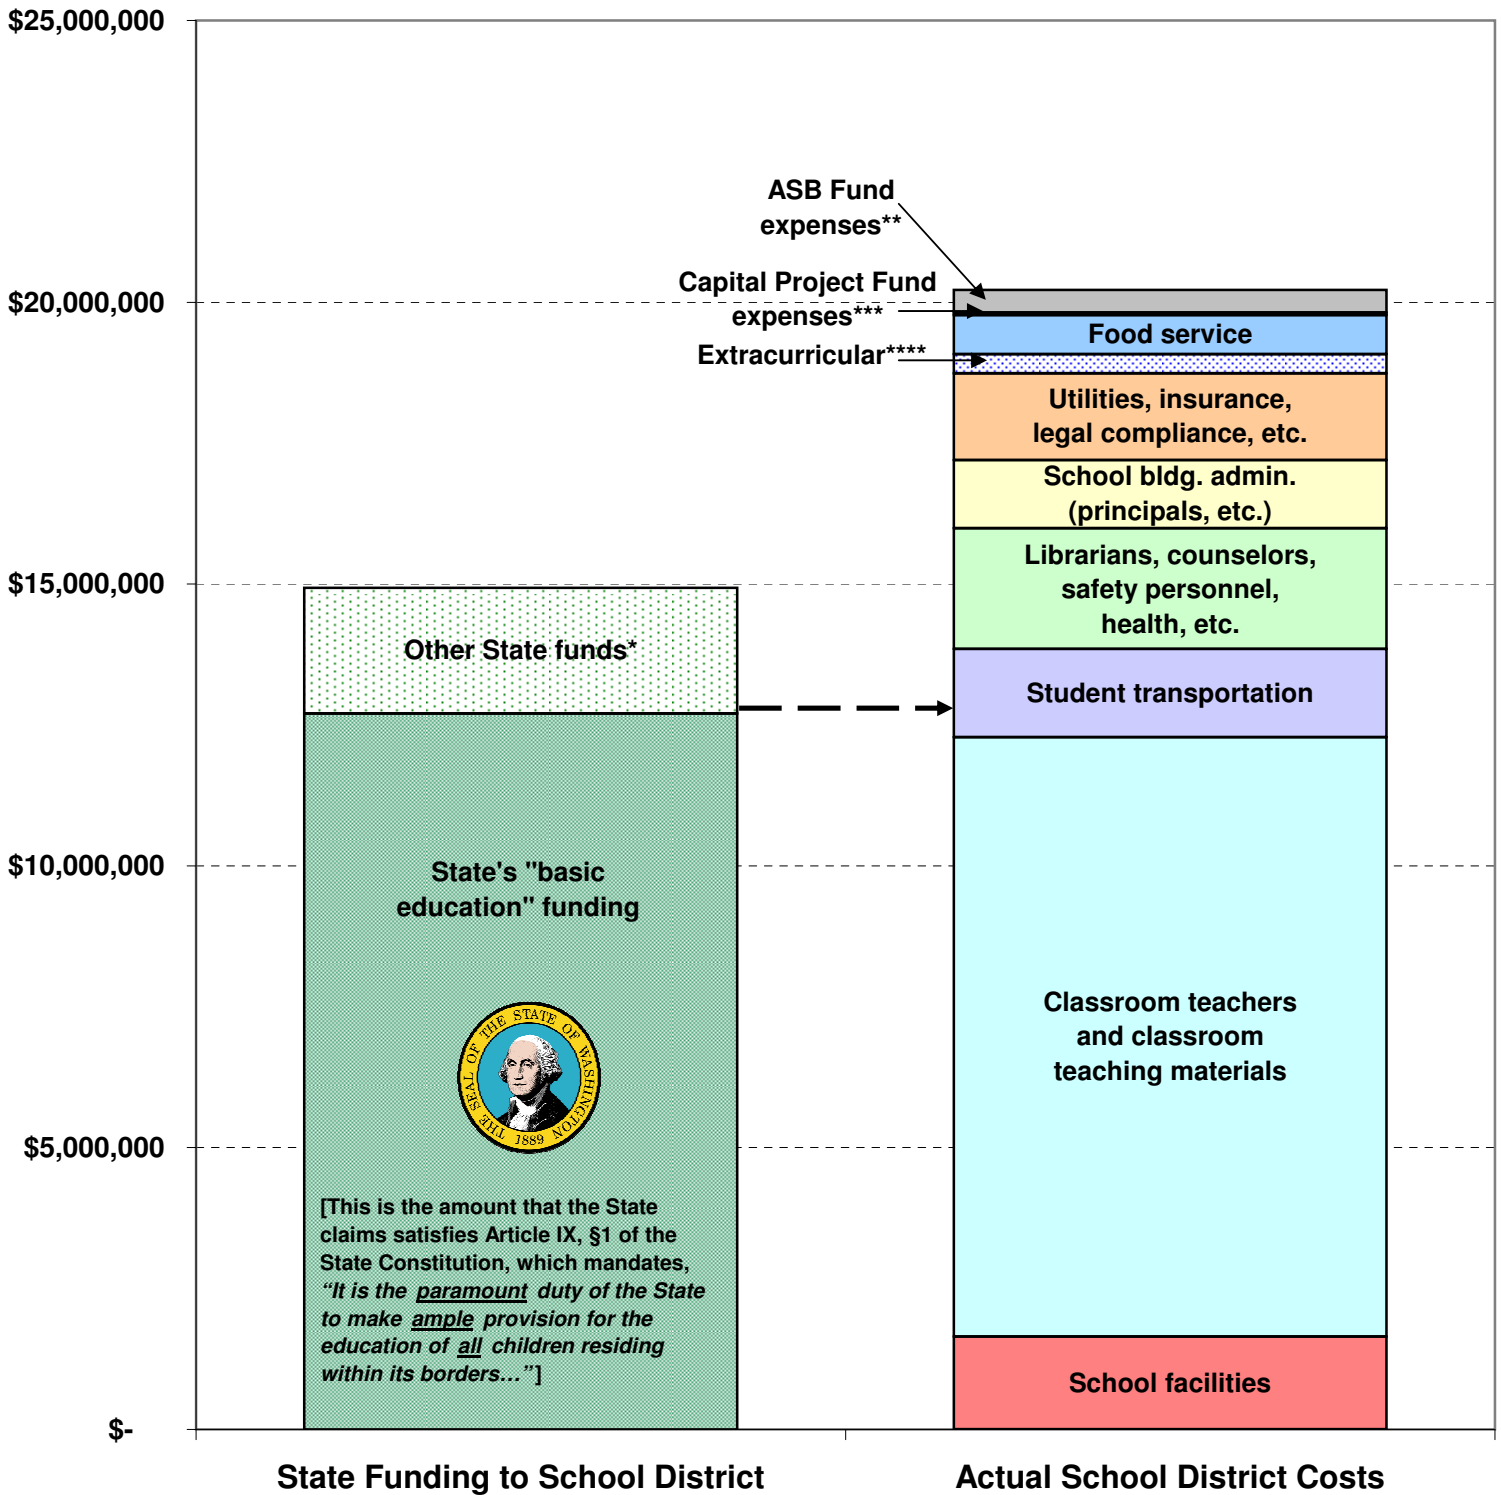 $25,000,000
ASB Fund
expenses**
Capital Project Fund
expenses***
Extracurricular****
$20,000,000
Food service
Utilities, insurance,
legal compliance, etc.
School bldg. admin.
(principals, etc.)
Librarians, counselors,
safety personnel,
health, etc.
$15,000,000
Other State funds*
Student transportation
$10,000,000
State's "basic
education" funding
Classroom teachers
and classroom
teaching materials
THE SEAL OF THE STATE OF WASHINGTON
1889
$5,000,000
[This is the amount that the State
claims satisfies Article IX, §1 of the
State Constitution, which mandates,
“It is the paramount duty of the State
to make ample provision for the
education of all children residing
within its borders…”]
School facilities
$-
State Funding to School District
Actual School District Costs